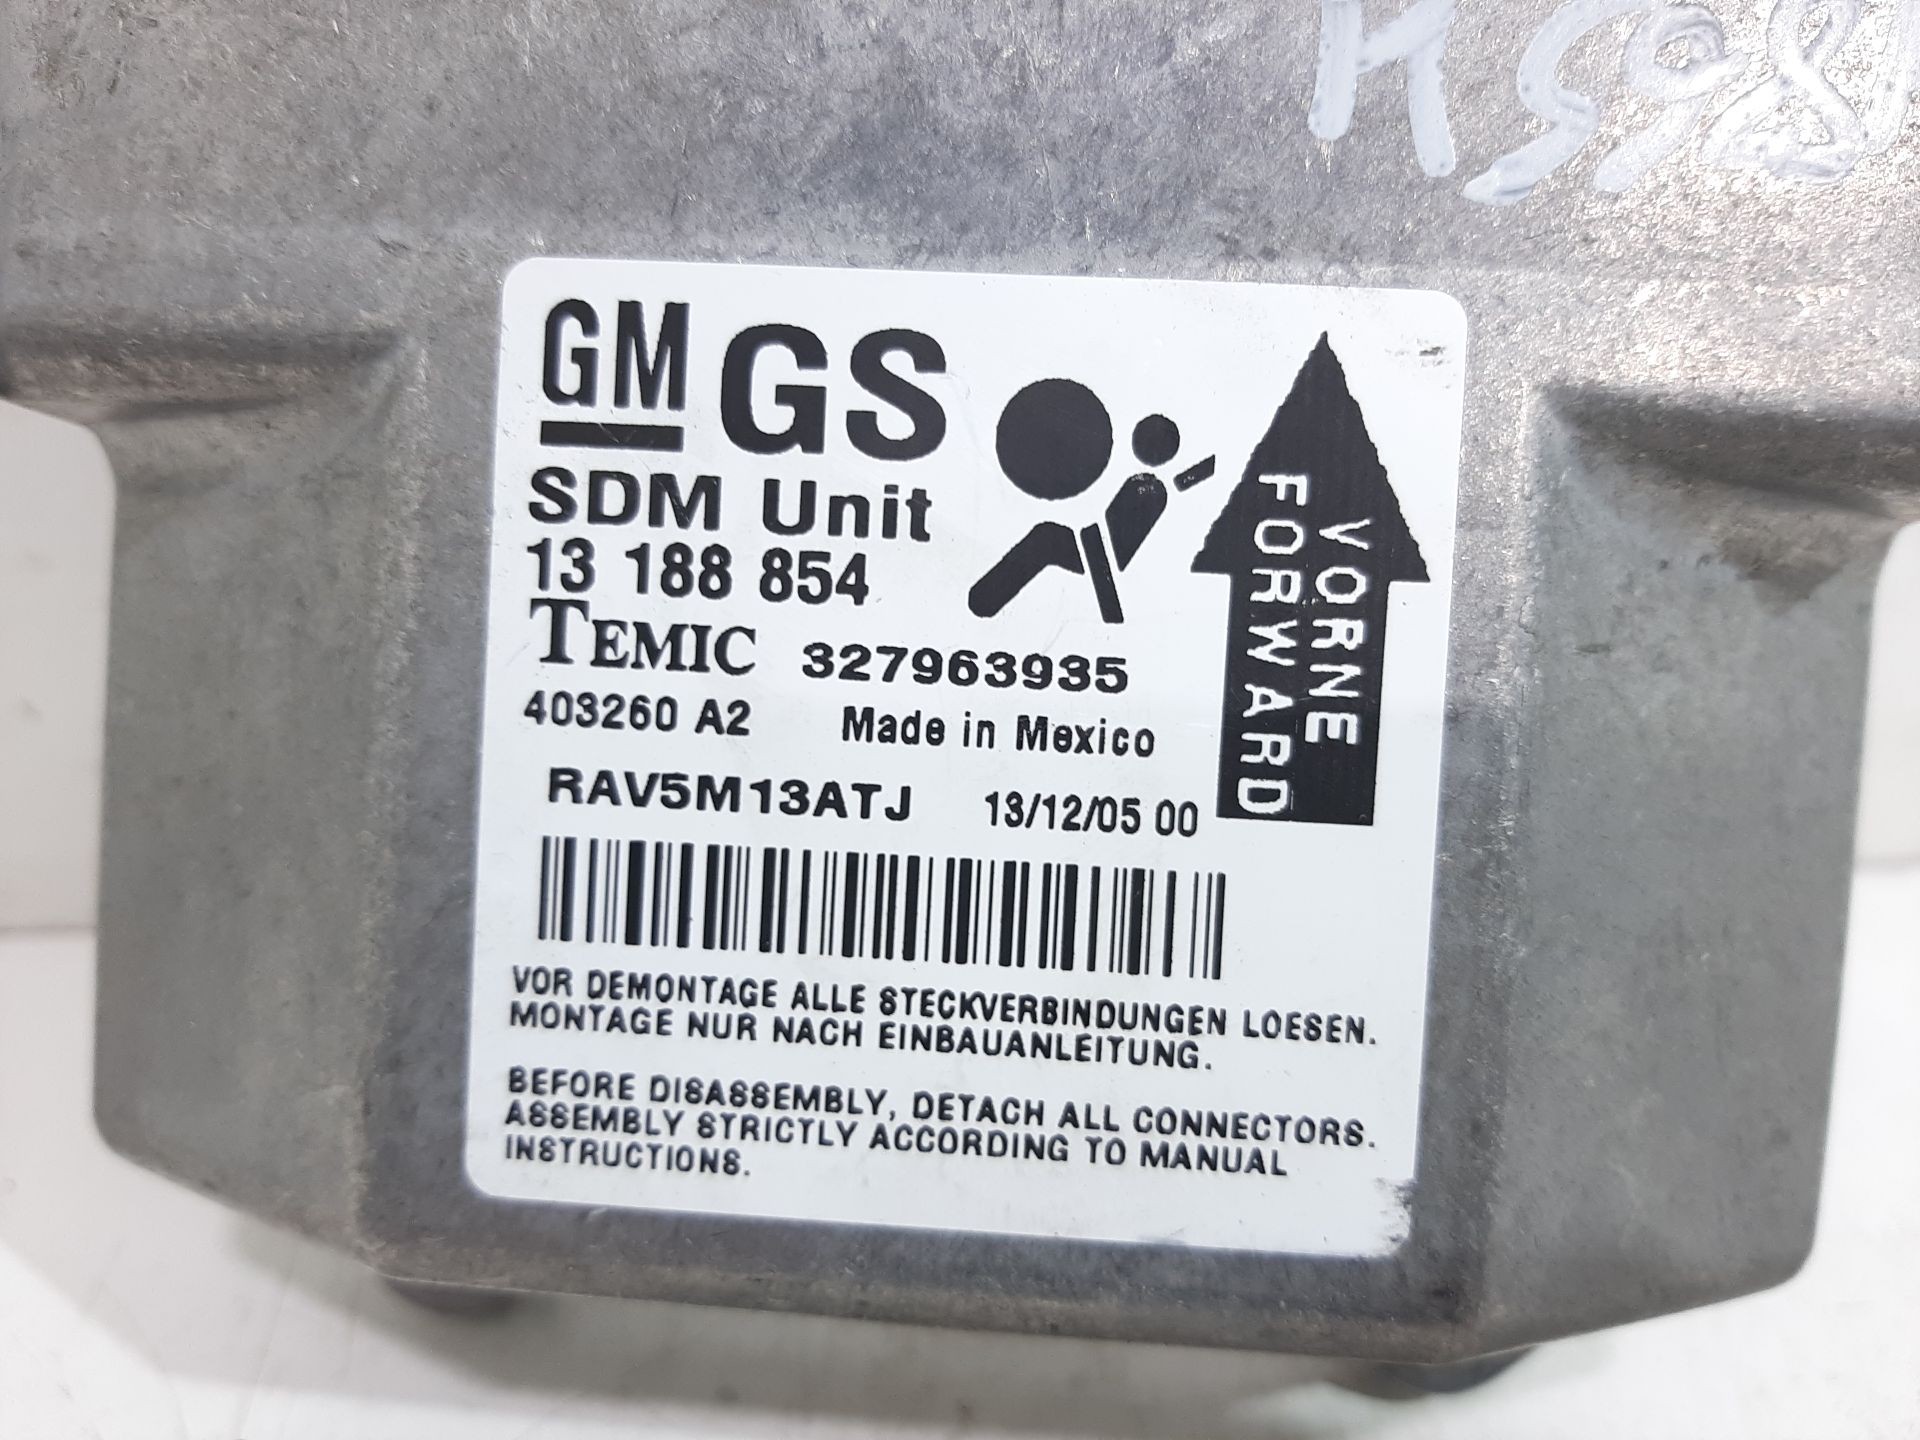 GM GS
SDM Unit
13 188 854
TEMIC 327963935
403260 A2 Made in Mexico
RAV5M13ATJ 13/12/05 00
VORNE
FORWARD
VOR DEMONTAGE ALLE STECKVERBINDUNGEN LOESEN.
MONTAGE NUR NACH EINBAUANLEITUNG.
BEFORE DISASSEMBLY, DETACH ALL CONNECTORS.
ASSEMBLY STRICTLY ACCORDING TO MANUAL
INSTRUCTIONS.